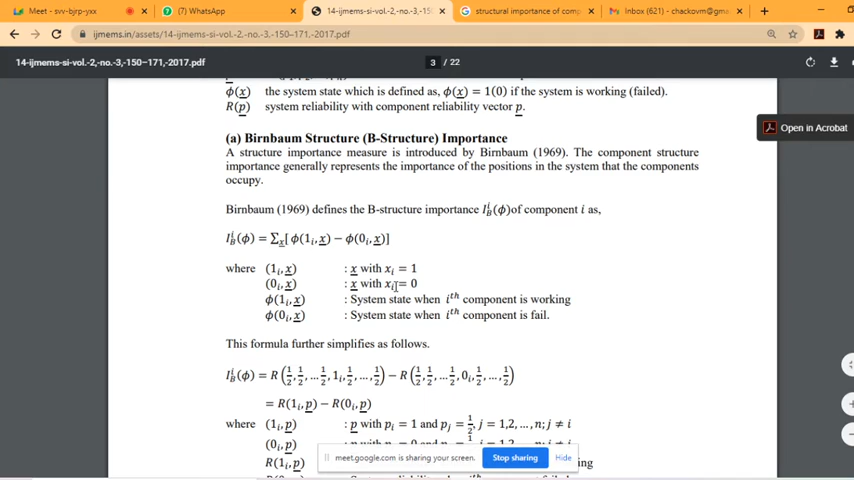 Meet - svv-bjrp-yxx
(7) WhatsApp
14-ijmems-si-vol.-2,-no.-3,-150
structural importance of comp
Inbox (621) - chackovm@gmai
ijmems.in/assets/14-ijmems-si-vol.-2,-no.-3,-150–171,-2017.pdf
14-ijmems-si-vol.-2,-no.-3,-150–171,-2017.pdf
3 / 22
ϕ(x) the system state which is defined as, ϕ(x) = 1(0) if the system is working (failed).
R(p) system reliability with component reliability vector p.
(a) Birnbaum Structure (B-Structure) Importance
Open in Acrobat
A structure importance measure is introduced by Birnbaum (1969). The component structure
importance generally represents the importance of the positions in the system that the components
occupy.
Birnbaum (1969) defines the B-structure importance I_B^i(ϕ)of component i as,
I_B^i(ϕ) = ∑_x[ ϕ(1_i, x) − ϕ(0_i, x)]
where (1_i, x) : x with x_i = 1
(0_i, x) : x with x_i = 0
ϕ(1_i, x) : System state when i^th component is working
ϕ(0_i, x) : System state when i^th component is fail.
This formula further simplifies as follows.
I_B^i(ϕ) = R (1/2, 1/2, … 1/2, 1_i, 1/2, …, 1/2) − R (1/2, 1/2, … 1/2, 0_i, 1/2, …, 1/2)
= R(1_i, p) − R(0_i, p)
where (1_i, p) : p with p_i = 1 and p_j = 1/2, j = 1,2, …, n; j ≠ i
(0_i, p)
R(1_i, p)
meet.google.com is sharing your screen.
Stop sharing
Hide